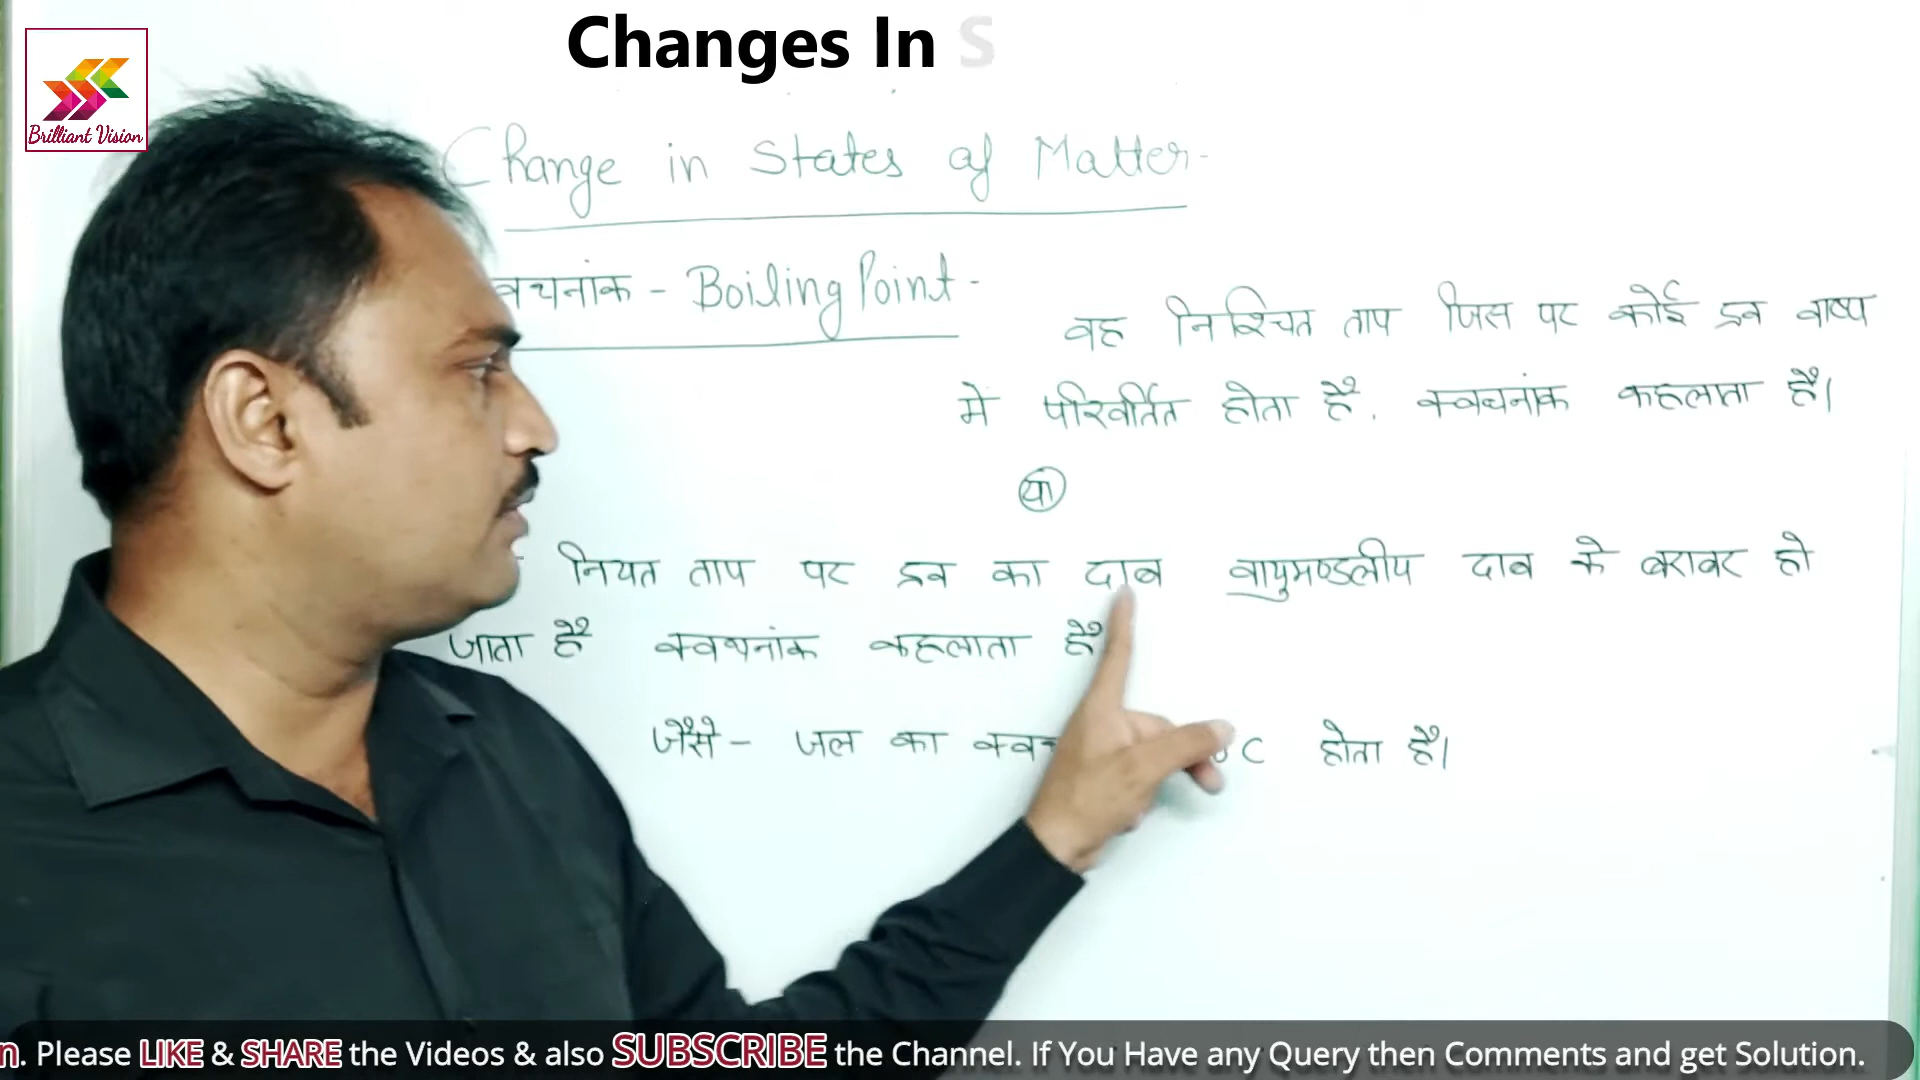 Changes In S
Brilliant Vision
Change in States of Matter-
क्वचनांक - Boiling Point -
वह निश्चित ताप जिस पर कोई द्रव वाष्प
में परिवर्तित होता है. क्वचनांक कहलाता है।
या
नियत ताप पर द्रव का दाब वायुमण्डलीय दाब के बराबर हो
जाता है क्वथनांक कहलाता है
जैसे - जल का C होता है।
. Please LIKE & SHARE the Videos & also SUBSCRIBE the Channel. If You Have any Query then Comments and get Solution.